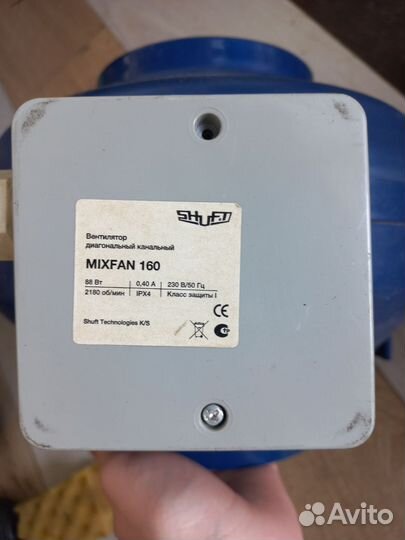 SHUFT
Вентилятор
диагональный канальный
MIXFAN 160
88 Вт 0,40 А 230 В/50 Гц
2180 об/мин IPX4 Класс защиты I
Shuft Technologies K/S
CE
Avito